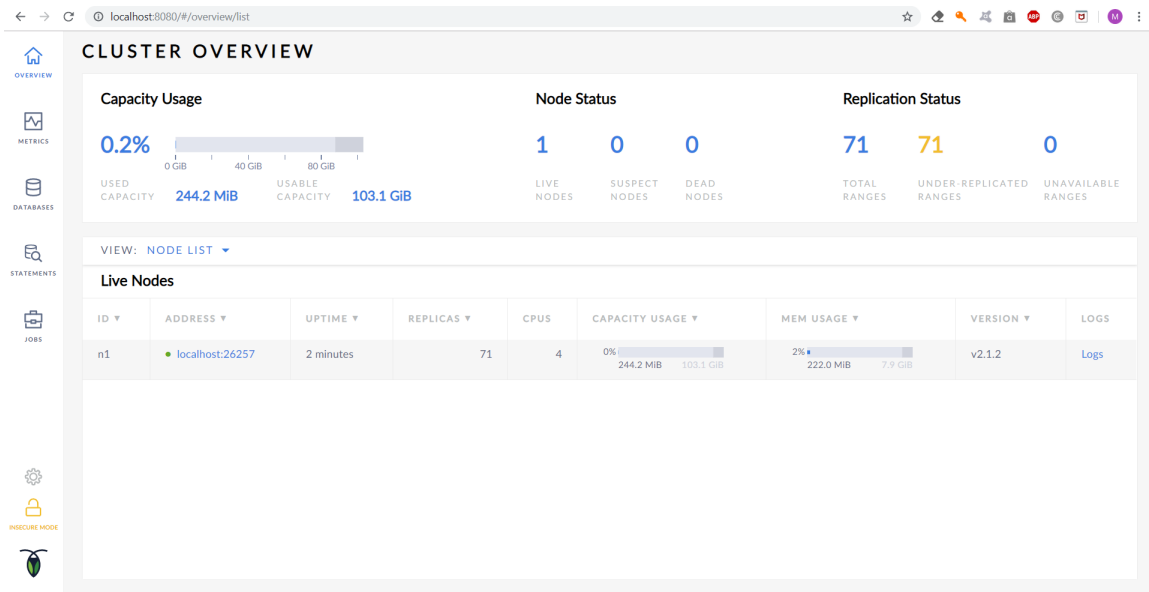 localhost:8080/#/overview/list
ABP
M
OVERVIEW
METRICS
DATABASES
STATEMENTS
JOBS
INSECURE MODE
CLUSTER OVERVIEW
Capacity Usage
0.2%
0 GiB 40 GiB 80 GiB
USED CAPACITY 244.2 MiB USABLE CAPACITY 103.1 GiB
Node Status
1 0 0
LIVE NODES SUSPECT NODES DEAD NODES
Replication Status
71 71 0
TOTAL RANGES UNDER-REPLICATED RANGES UNAVAILABLE RANGES
VIEW: NODE LIST ▼
Live Nodes
ID ▼ ADDRESS ▼ UPTIME ▼ REPLICAS ▼ CPUS CAPACITY USAGE ▼ MEM USAGE ▼ VERSION ▼ LOGS
n1 localhost:26257 2 minutes 71 4 0% 244.2 MiB 103.1 GiB 2% 222.0 MiB 7.9 GiB v2.1.2 Logs